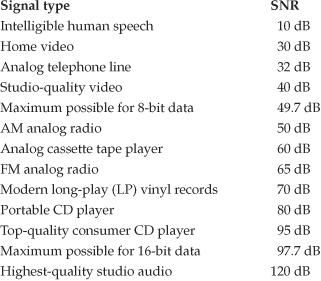 Signal type SNR
Intelligible human speech 10 dB
Home video 30 dB
Analog telephone line 32 dB
Studio-quality video 40 dB
Maximum possible for 8-bit data 49.7 dB
AM analog radio 50 dB
Analog cassette tape player 60 dB
FM analog radio 65 dB
Modern long-play (LP) vinyl records 70 dB
Portable CD player 80 dB
Top-quality consumer CD player 95 dB
Maximum possible for 16-bit data 97.7 dB
Highest-quality studio audio 120 dB